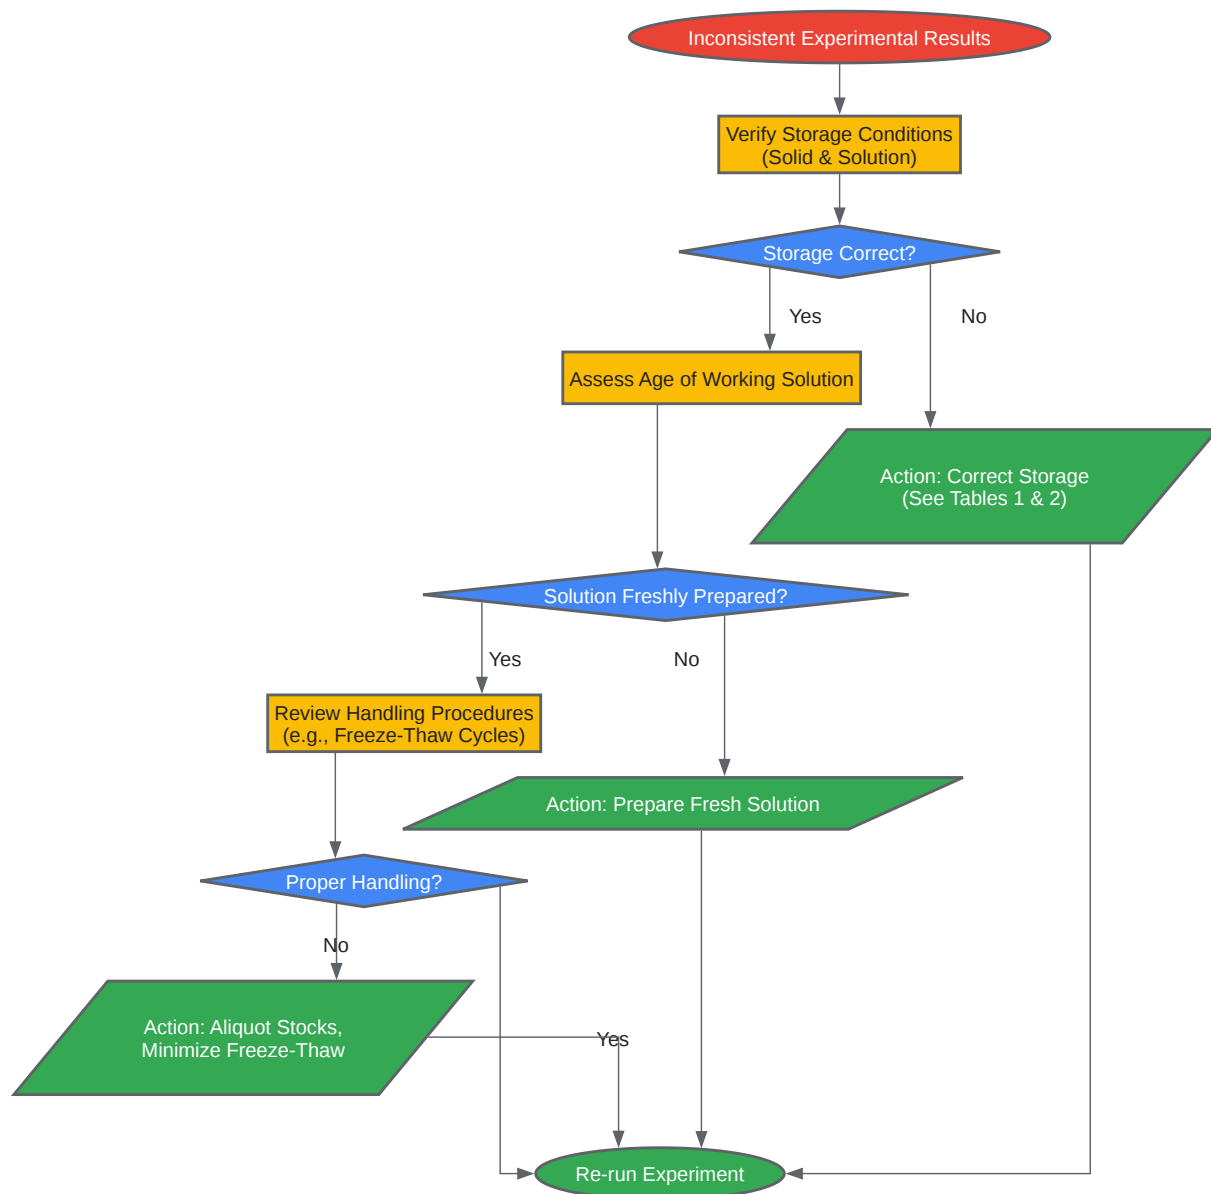 Inconsistent Experimental Results
Verify Storage Conditions
(Solid & Solution)
Storage Correct?
Yes
No
Assess Age of Working Solution
Action: Correct Storage
(See Tables 1 & 2)
Solution Freshly Prepared?
Yes
No
Review Handling Procedures
(e.g., Freeze-Thaw Cycles)
Action: Prepare Fresh Solution
Proper Handling?
No
Action: Aliquot Stocks,
Minimize Freeze-Thaw
Yes
Re-run Experiment